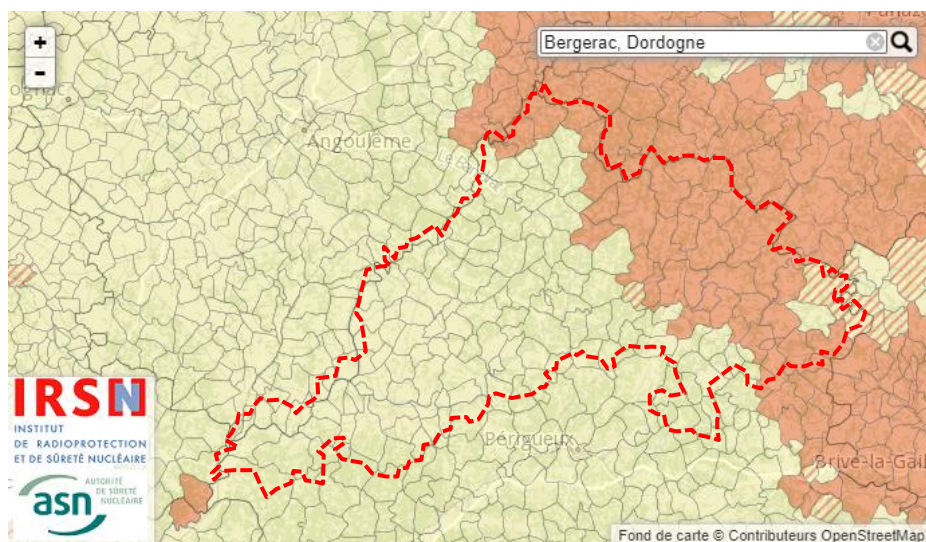 +
-
Bergerac, Dordogne
Angoulême
Périgueux
IRSN
INSTITUT
DE RADIOPROTECTION
ET DE SÛRETÉ NUCLÉAIRE
asn
AUTORITÉ
DE SÛRETÉ
NUCLÉAIRE
Brive-la-Gail
Fond de carte © Contributeurs OpenStreetMap